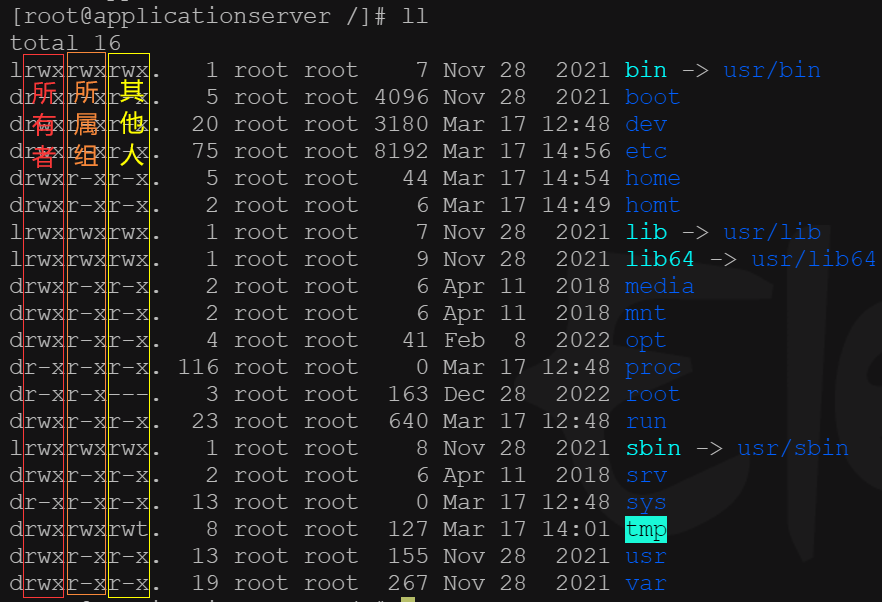 [root@applicationserver /]# ll
total 16
lrwxrwxrwx.   1 root root    7 Nov 28  2021 bin -> usr/bin
drwxr-xr-x.   5 root root 4096 Nov 28  2021 boot
drwxr-xr-x.  20 root root 3180 Mar 17 12:48 dev
drwxr-xr-x.  75 root root 8192 Mar 17 14:56 etc
drwxr-xr-x.   5 root root   44 Mar 17 14:54 home
drwxr-xr-x.   2 root root    6 Mar 17 14:49 homt
lrwxrwxrwx.   1 root root    7 Nov 28  2021 lib -> usr/lib
lrwxrwxrwx.   1 root root    9 Nov 28  2021 lib64 -> usr/lib64
drwxr-xr-x.   2 root root    6 Apr 11  2018 media
drwxr-xr-x.   2 root root    6 Apr 11  2018 mnt
drwxr-xr-x.   4 root root   41 Feb  8  2022 opt
dr-xr-xr-x. 116 root root    0 Mar 17 12:48 proc
dr-xr-x---.   3 root root  163 Dec 28  2022 root
drwxr-xr-x.  23 root root  640 Mar 17 12:48 run
lrwxrwxrwx.   1 root root    8 Nov 28  2021 sbin -> usr/sbin
drwxr-xr-x.   2 root root    6 Apr 11  2018 srv
dr-xr-xr-x.  13 root root    0 Mar 17 12:48 sys
drwxrwxrwt.   8 root root  127 Mar 17 14:01 tmp
drwxr-xr-x.  13 root root  155 Nov 28  2021 usr
drwxr-xr-x.  19 root root  267 Nov 28  2021 var
所有者
所属组
其他人